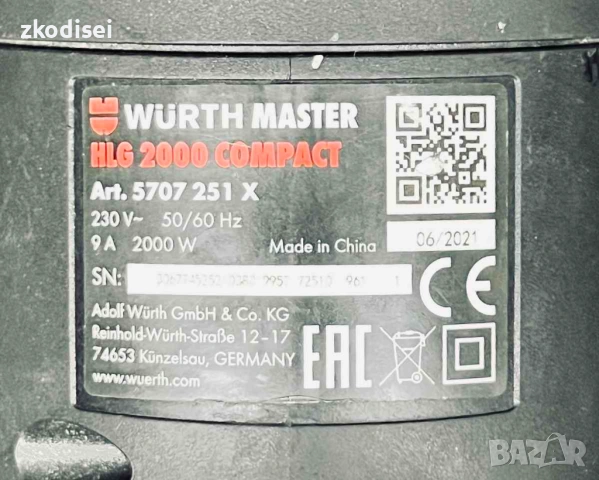 zkodisei
zkodisei
WÜRTH MASTER
HLG 2000 COMPACT
Art. 5707 251 X
230 V~ 50/60 Hz
9 A 2000 W
Made in China
06/2021
SN:
Adolf Würth GmbH & Co. KG
Reinhold-Würth-Straße 12-17
74653 Künzelsau, GERMANY
www.wuerth.com
CE
EAC
BAZAR